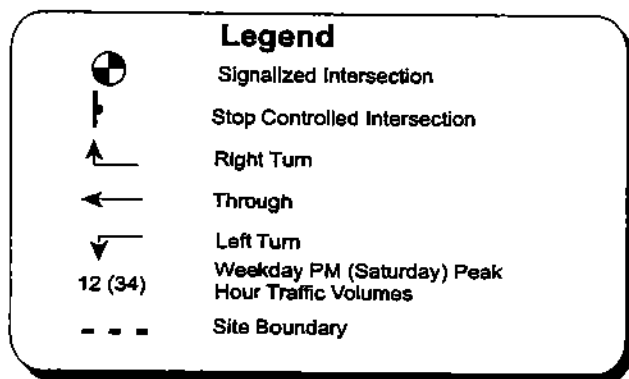 Legend
Signalized Intersection
Stop Controlled Intersection
Right Turn
Through
Left Turn
12 (34) Weekday PM (Saturday) Peak
Hour Traffic Volumes
Site Boundary